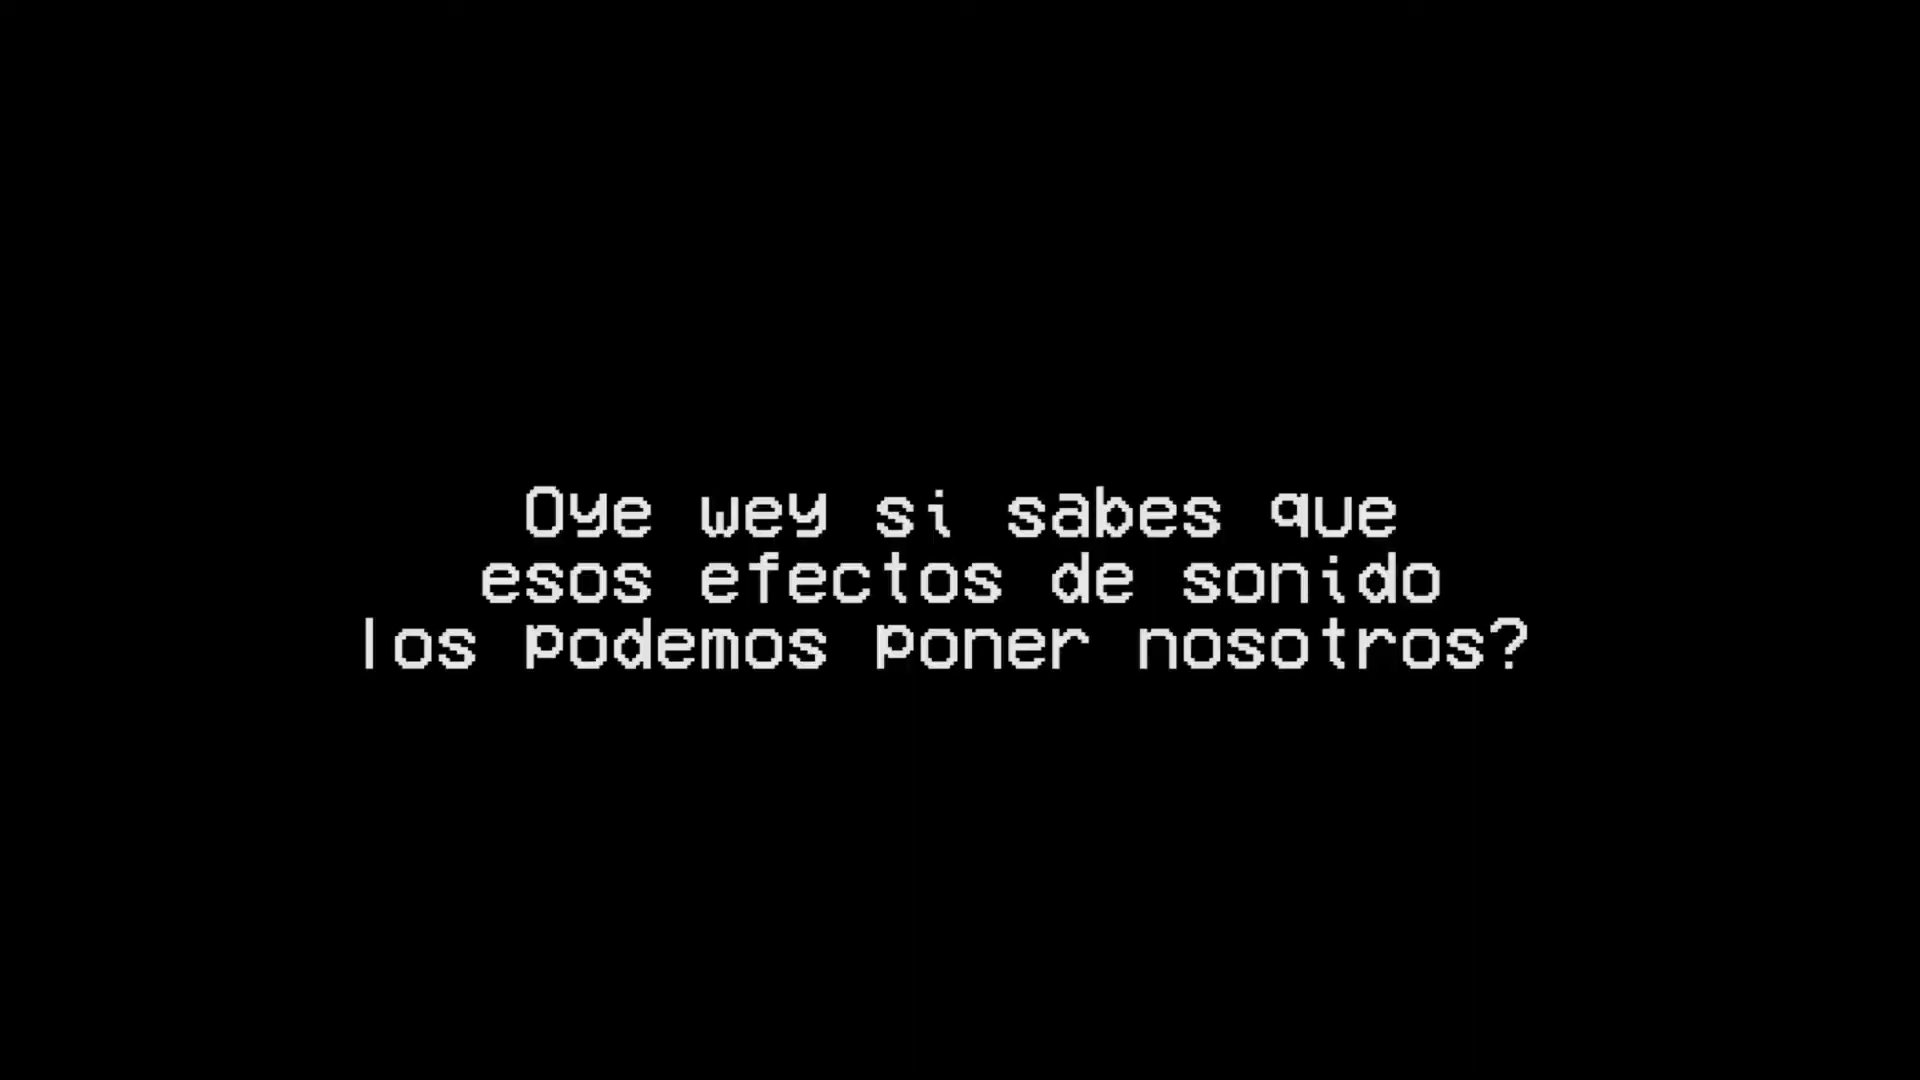 Oye wey si sabes que
esos efectos de sonido
los podemos poner nosotros?